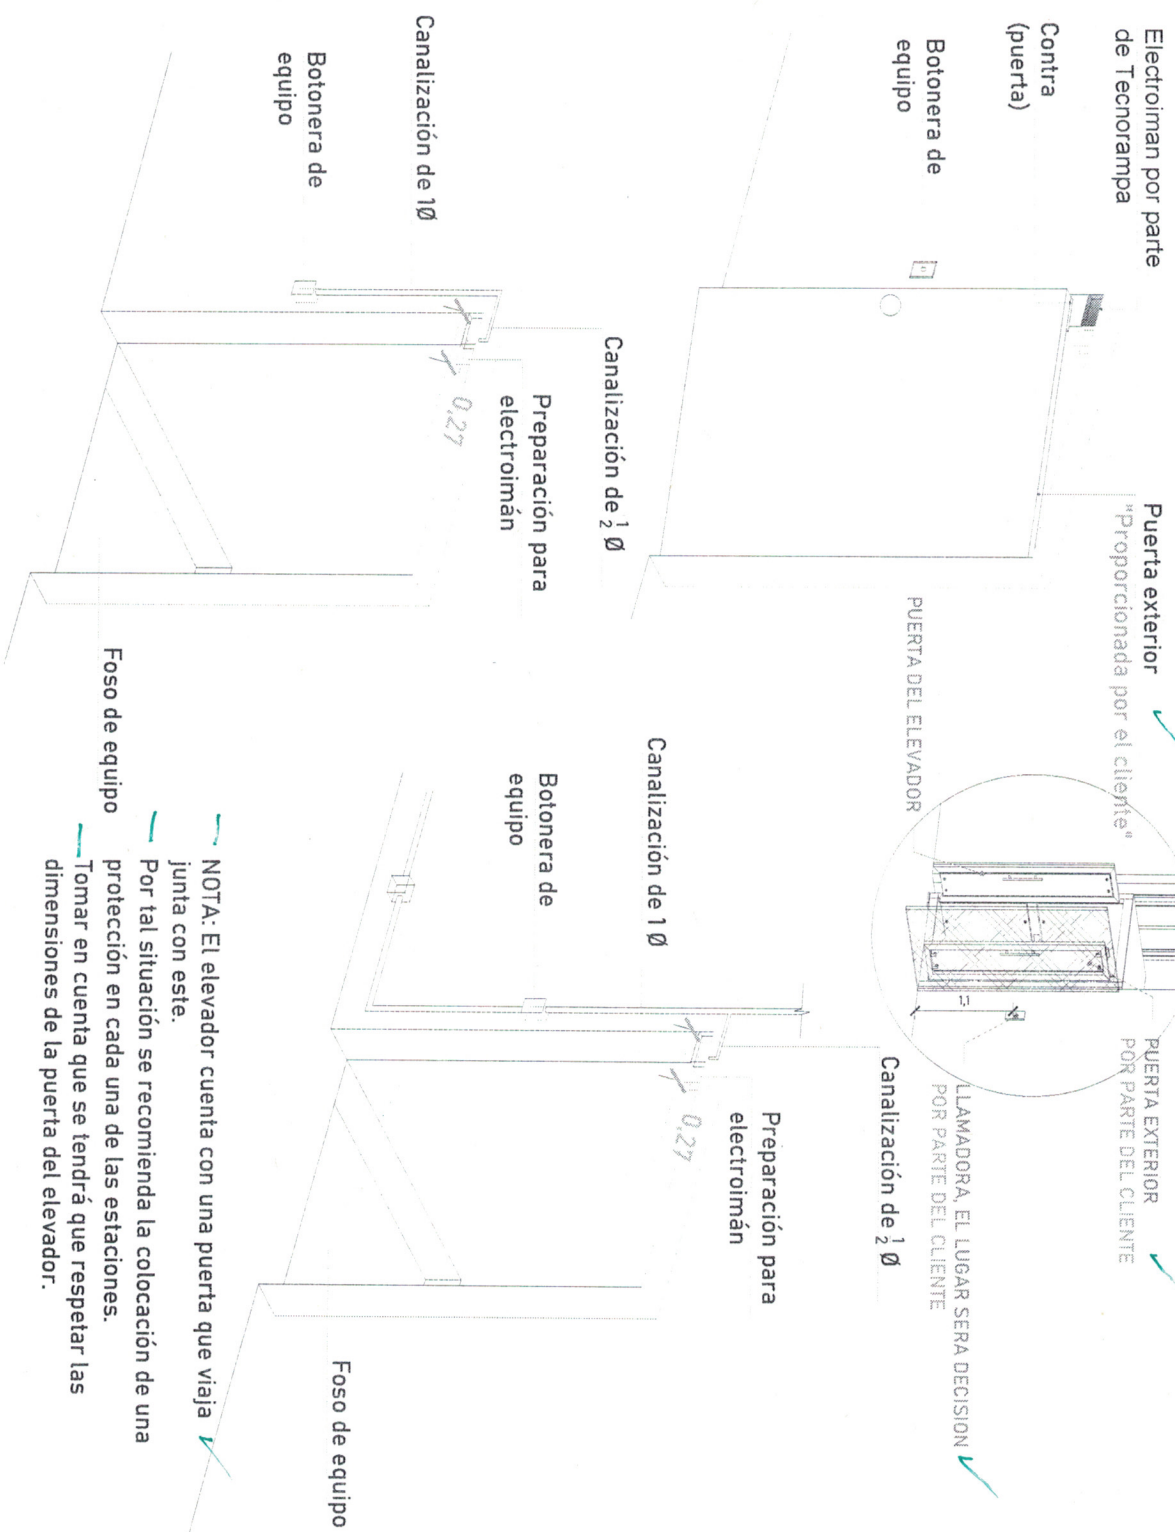 Electroiman por parte
de Tecnorampa
Contra
(puerta)
Botonera de
equipo
Puerta exterior
"Proporcionada por el cliente"
PUERTA DEL ELEVADOR
PUERTA EXTERIOR
POR PARTE DEL CLIENTE
LLAMADORA, EL LUGAR SERA DECISION
POR PARTE DEL CLIENTE
Canalización de 1Ø
Botonera de
equipo
Canalización de ½ Ø
Preparación para
electroimán
0.27
Foso de equipo
Canalización de 1Ø
Botonera de
equipo
Canalización de ½ Ø
Preparación para
electroimán
0.27
Foso de equipo
NOTA: El elevador cuenta con una puerta que viaja
junta con este.
Por tal situación se recomienda la colocación de una
protección en cada una de las estaciones.
Tomar en cuenta que se tendrá que respetar las
dimensiones de la puerta del elevador.